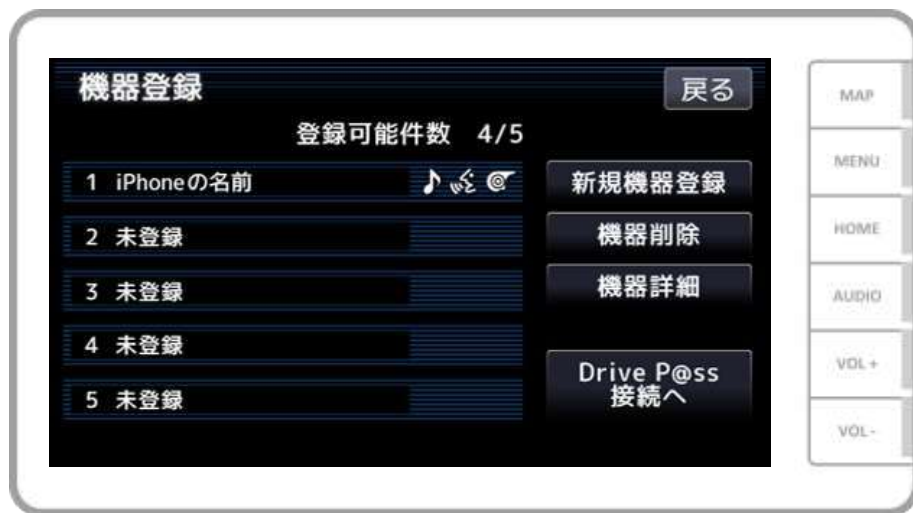 機器登録
戻る
登録可能件数 4/5
1 iPhoneの名前
2 未登録
3 未登録
4 未登録
5 未登録
新規機器登録
機器削除
機器詳細
Drive P@ss
接続へ
MAP
MENU
HOME
AUDIO
VOL +
VOL -